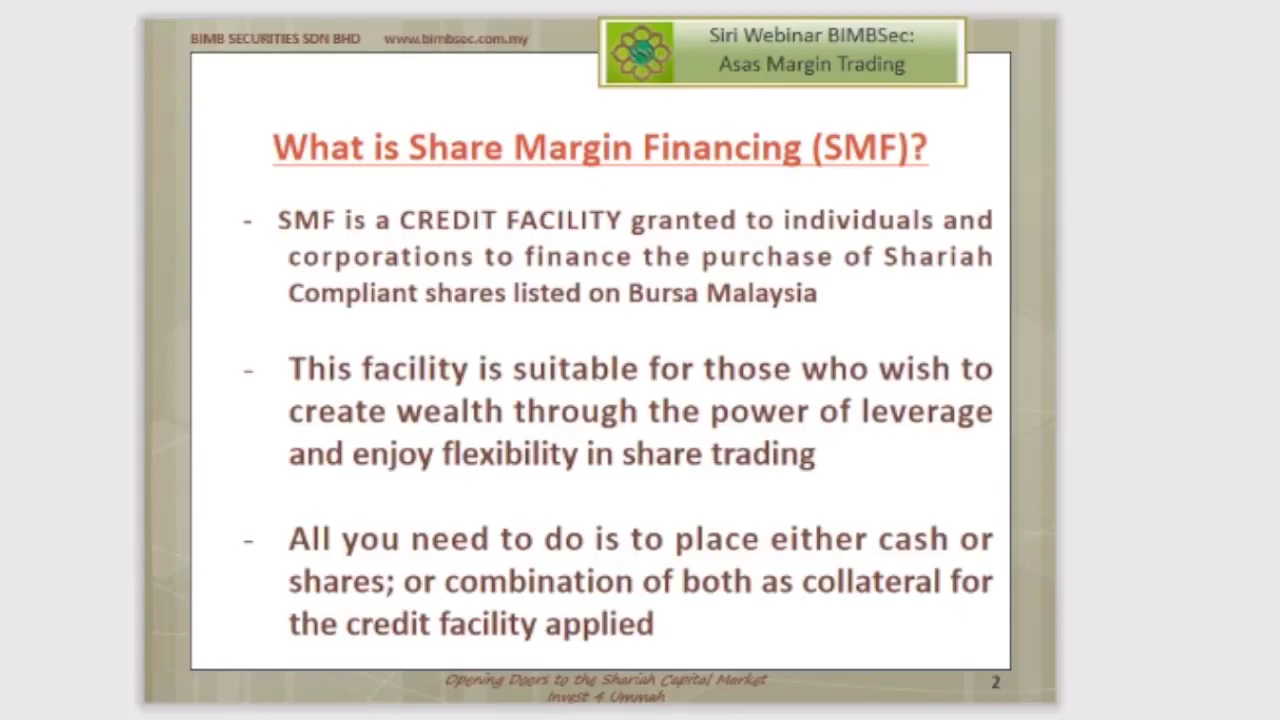 BIMB SECURITIES SDN BHD www.bimbsec.com.my
Siri Webinar BIMBSec:
Asas Margin Trading
What is Share Margin Financing (SMF)?
- SMF is a CREDIT FACILITY granted to individuals and
corporations to finance the purchase of Shariah
Compliant shares listed on Bursa Malaysia
- This facility is suitable for those who wish to
create wealth through the power of leverage
and enjoy flexibility in share trading
- All you need to do is to place either cash or
shares; or combination of both as collateral for
the credit facility applied
Opening Doors to the Shariah Capital Market
Invest 4 Ummah
2